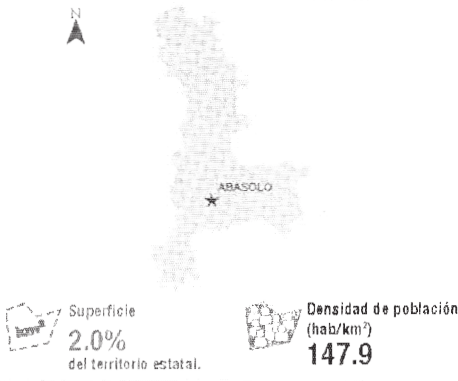 N
ABASOLO
Superficie
2.0%
del territorio estatal.
Densidad de población
(hab/km²)
147.9